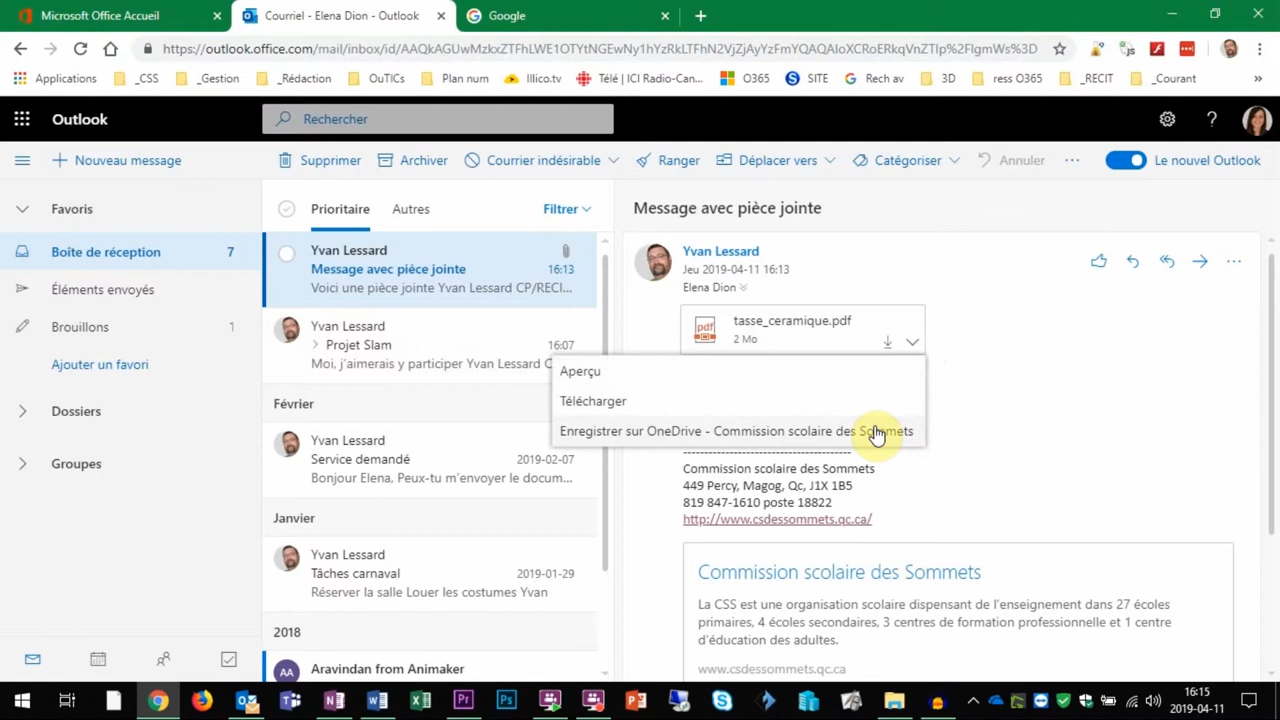 Microsoft Office Accueil
Courriel - Elena Dion - Outlook
Google
https://outlook.office.com/mail/inbox/id/AAQkAGUwMzkxZTFhLWE1OTYtNGEwNy1hYzRkLTFhN2VjZjAyYzFmYQAQAIoXCRoERkqVnZTIp%2FlgmWs%3D
Applications
_CSS
_Gestion
_Rédaction
OuTICs
Plan num
Illico.tv
Télé | ICI Radio-Can...
O365
SITE
Rech av
3D
ress O365
_RECIT
_Courant
»
Outlook
Rechercher
?
Nouveau message
Supprimer
Archiver
Courrier indésirable
Ranger
Déplacer vers
Catégoriser
Annuler
...
Le nouvel Outlook
Favoris
Boîte de réception 7
Éléments envoyés
Brouillons 1
Ajouter un favori
Dossiers
Groupes
Prioritaire
Autres
Filtrer
Yvan Lessard
Message avec pièce jointe 16:13
Voici une pièce jointe Yvan Lessard CP/RECI...
Yvan Lessard
> Projet Slam 16:07
Moi, j'aimerais y participer Yvan Lessard C
Février
Yvan Lessard
Service demandé 2019-02-07
Bonjour Elena, Peux-tu m'envoyer le docum...
Janvier
Yvan Lessard
Tâches carnaval 2019-01-29
Réserver la salle Louer les costumes Yvan
2018
AA
Aravindan from Animaker
Message avec pièce jointe
Yvan Lessard
Jeu 2019-04-11 16:13
Elena Dion
pdf
tasse_ceramique.pdf
2 Mo
Aperçu
Télécharger
Enregistrer sur OneDrive - Commission scolaire des Sommets
----------------------------------------
Commission scolaire des Sommets
449 Percy, Magog, Qc, J1X 1B5
819 847-1610 poste 18822
http://www.csdessommets.qc.ca/
Commission scolaire des Sommets
La CSS est une organisation scolaire dispensant de l'enseignement dans 27 écoles
primaires, 4 écoles secondaires, 3 centres de formation professionnelle et 1 centre
d'éducation des adultes.
www.csdessommets.qc.ca
16:15
2019-04-11